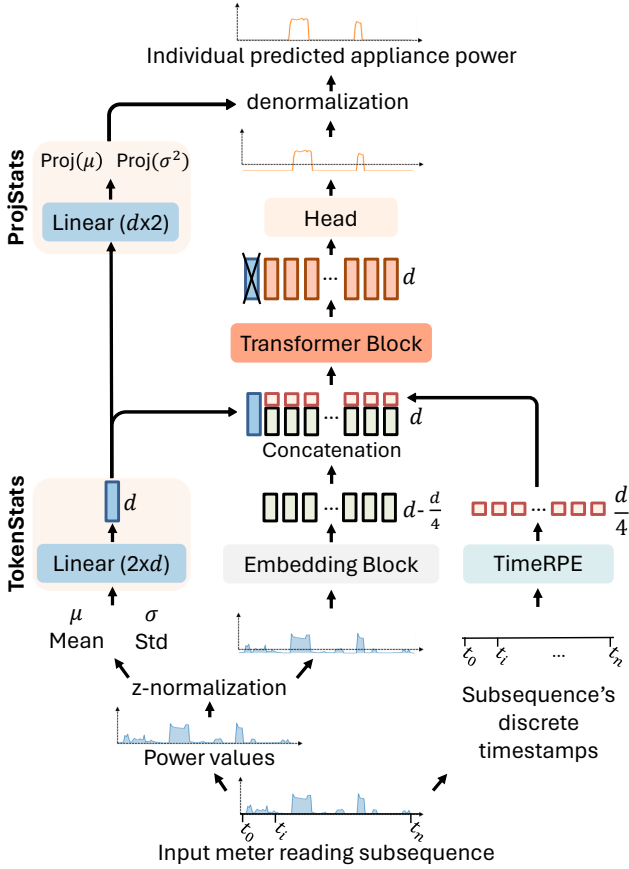 Individual predicted appliance power
denormalization
ProjStats
Proj(μ) Proj(σ²)
Linear (dx2)
Head
... d
Transformer Block
... d
Concatenation
TokenStats
d
... d- d/4
... d/4
Linear (2xd)
Embedding Block
TimeRPE
μ σ
Mean Std
t₀ tᵢ ... tₙ
z-normalization
Subsequence's
discrete
timestamps
Power values
t₀ tᵢ tₙ
Input meter reading subsequence